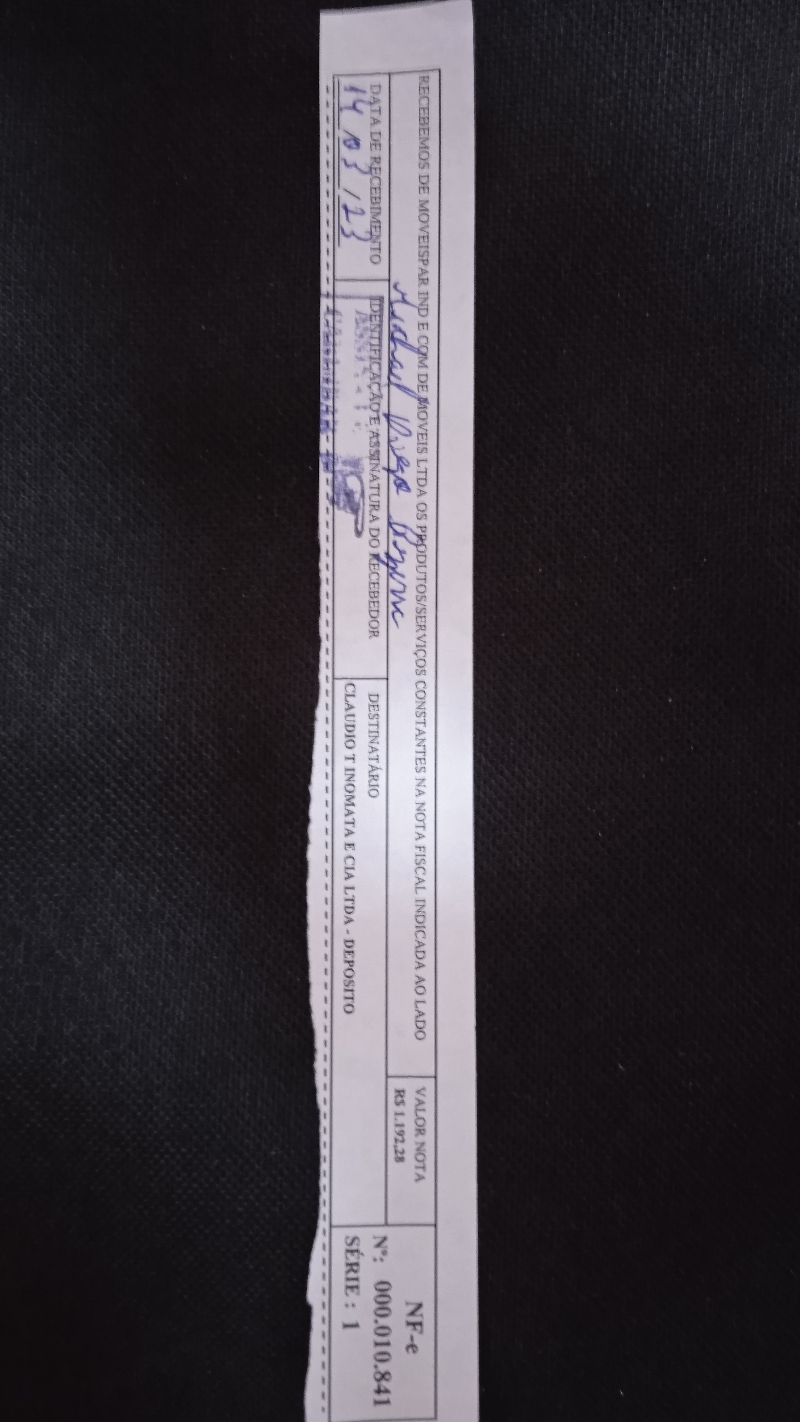 RECEBEMOS DE MOVEISPAR IND E COM DE MOVEIS LTDA OS PRODUTOS/SERVIÇOS CONSTANTES NA NOTA FISCAL INDICADA AO LADO
VALOR NOTA
R$ 1.192,28
NF-e
Nº: 000.010.841
SÉRIE : 1
DATA DE RECEBIMENTO
14 / 03 / 23
IDENTIFICAÇÃO E ASSINATURA DO RECEBEDOR
Michael
DESTINATÁRIO
CLAUDIO T INOMATA E CIA LTDA - DEPOSITO